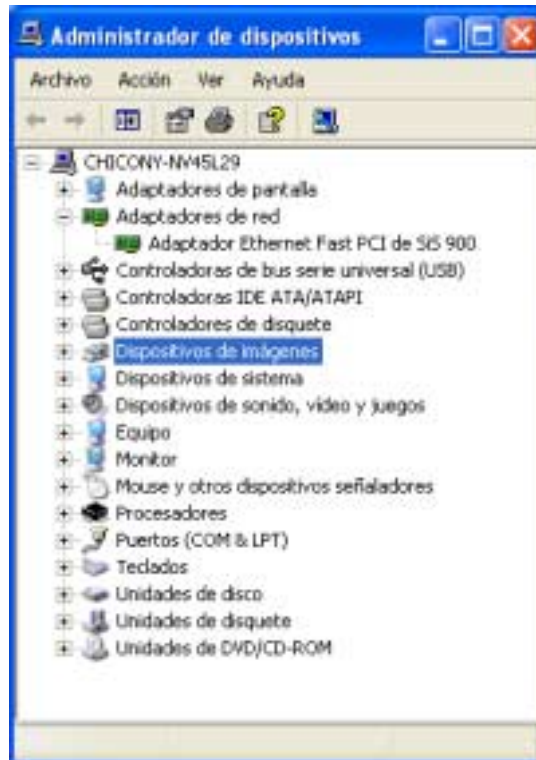 Administrador de dispositivos
Archivo Acción Ver Ayuda
CHICONY-NV45L29
Adaptadores de pantalla
Adaptadores de red
Adaptador Ethernet Fast PCI de SiS 900
Controladoras de bus serie universal (USB)
Controladoras IDE ATA/ATAPI
Controladores de disquete
Dispositivos de imágenes
Dispositivos de sistema
Dispositivos de sonido, vídeo y juegos
Equipo
Monitor
Mouse y otros dispositivos señaladores
Procesadores
Puertos (COM & LPT)
Teclados
Unidades de disco
Unidades de disquete
Unidades de DVD/CD-ROM